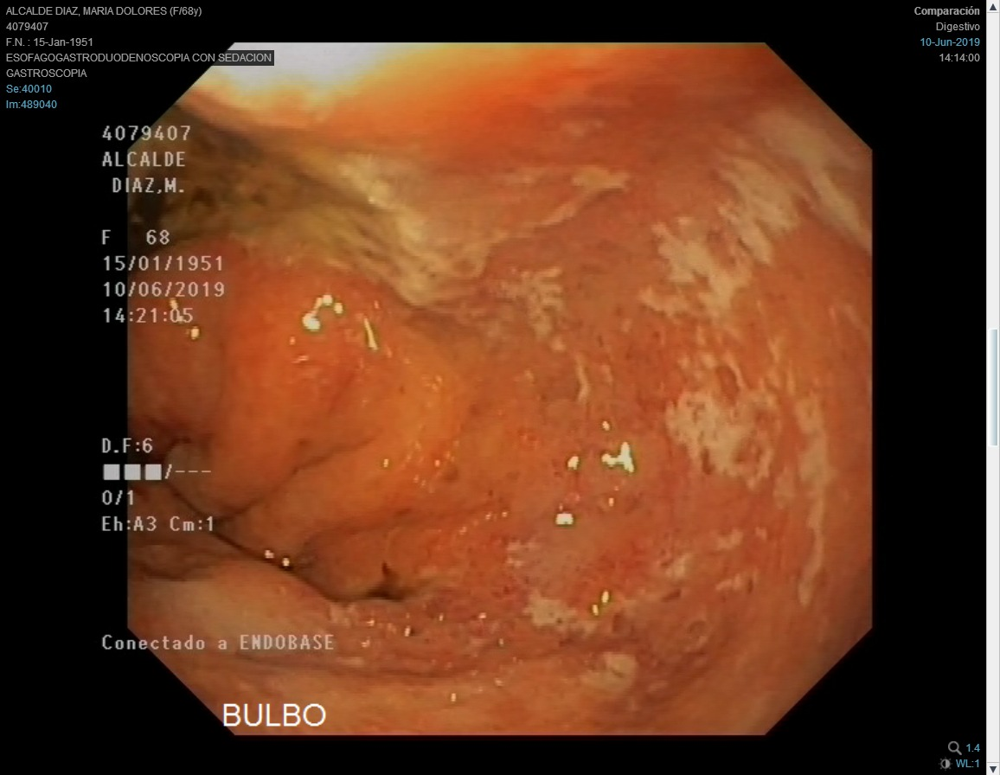 ALCALDE DIAZ, MARIA DOLORES (F/68y)
4079407
F.N. : 15-Jan-1951
ESOFAGOGASTRODUODENOSCOPIA CON SEDACION
GASTROSCOPIA
Se:40010
Im:489040
Comparación
Digestivo
10-Jun-2019
14:14:00
4079407
ALCALDE
DIAZ,M.
F 68
15/01/1951
10/06/2019
14:21:05
D.F:6
■■■/---
0/1
Eh:A3 Cm:1
Conectado a ENDOBASE
BULBO
1.4
WL:1